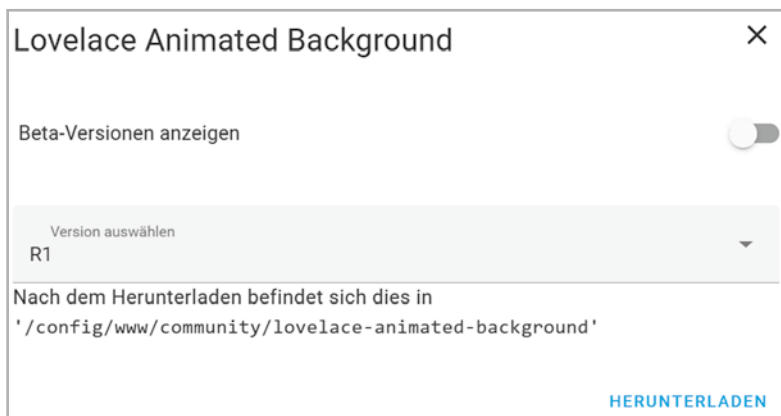 Lovelace Animated Background
Beta-Versionen anzeigen
Version auswählen
R1
Nach dem Herunterladen befindet sich dies in
'/config/www/community/lovelace-animated-background'
HERUNTERLADEN